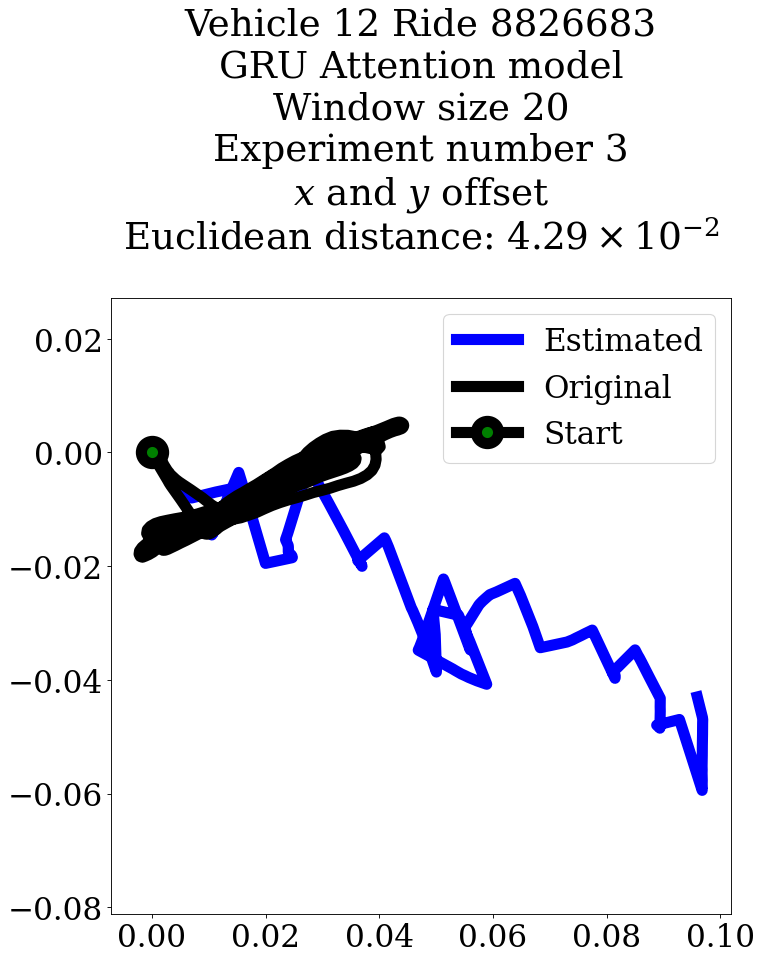 Vehicle 12 Ride 8826683
GRU Attention model
Window size 20
Experiment number 3
x and y offset
Euclidean distance: 4.29 × 10⁻²
Estimated
Original
Start
0.02
0.00
−0.02
−0.04
−0.06
−0.08
0.00 0.02 0.04 0.06 0.08 0.10